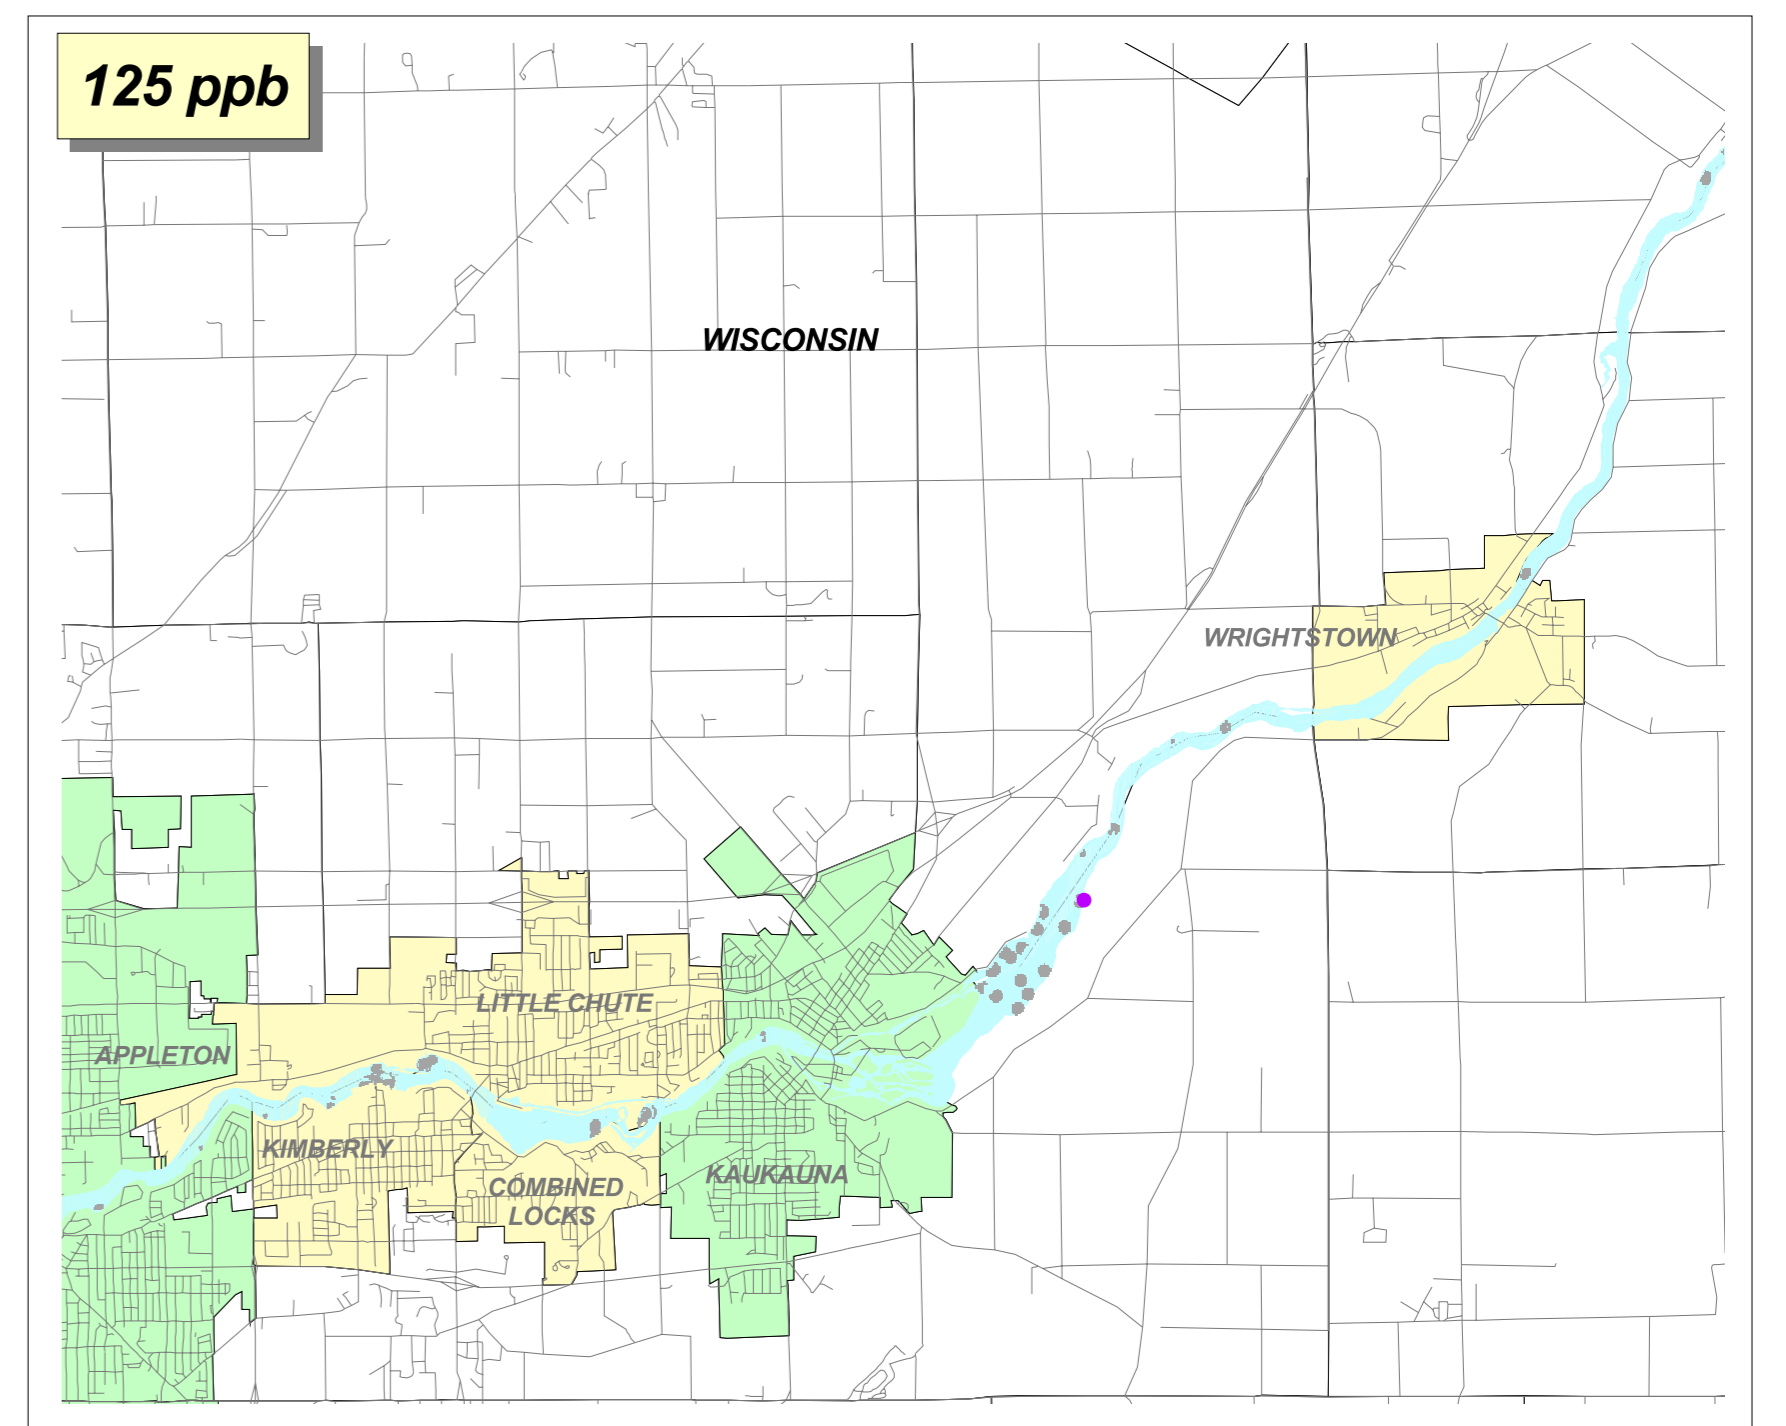 125 ppb
WISCONSIN
WRIGHTSTOWN
LITTLE CHUTE
APPLETON
KIMBERLY
KAUKAUNA
COMBINED
LOCKS